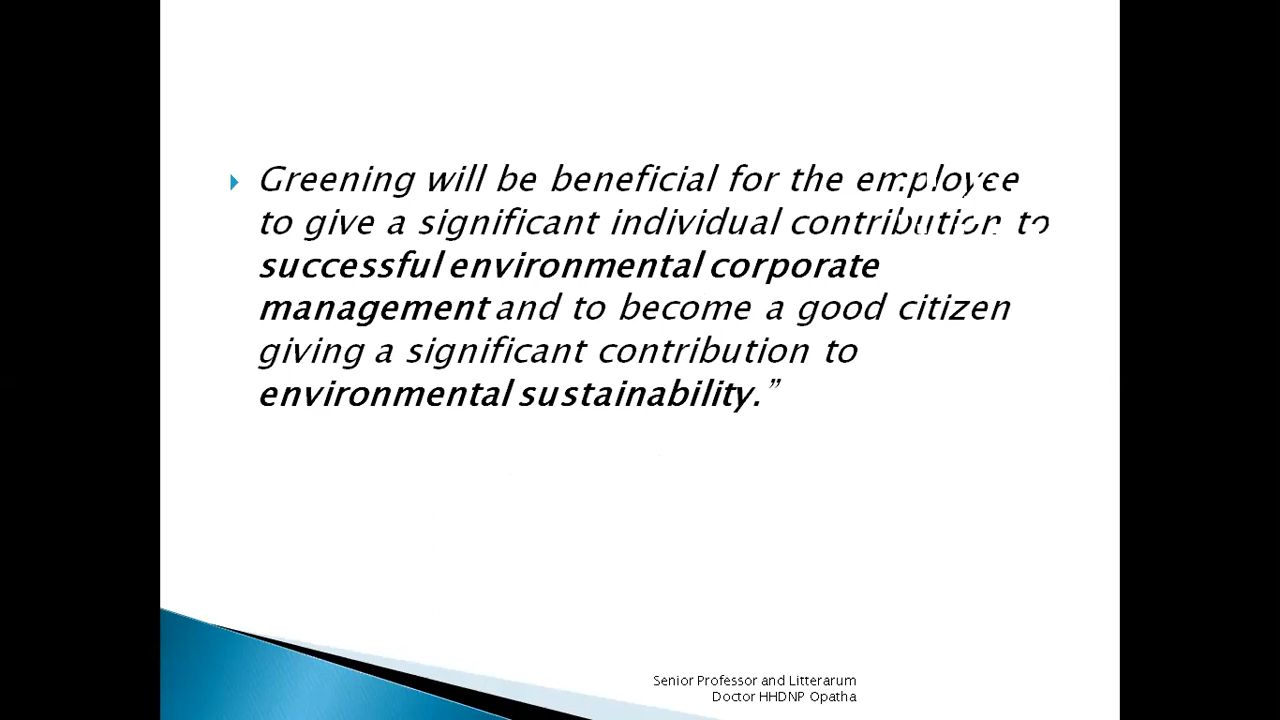 Greening will be beneficial for the employee
to give a significant individual contribution to
successful environmental corporate
management and to become a good citizen
giving a significant contribution to
environmental sustainability.”
Senior Professor and Litterarum
Doctor HHDNP Opatha